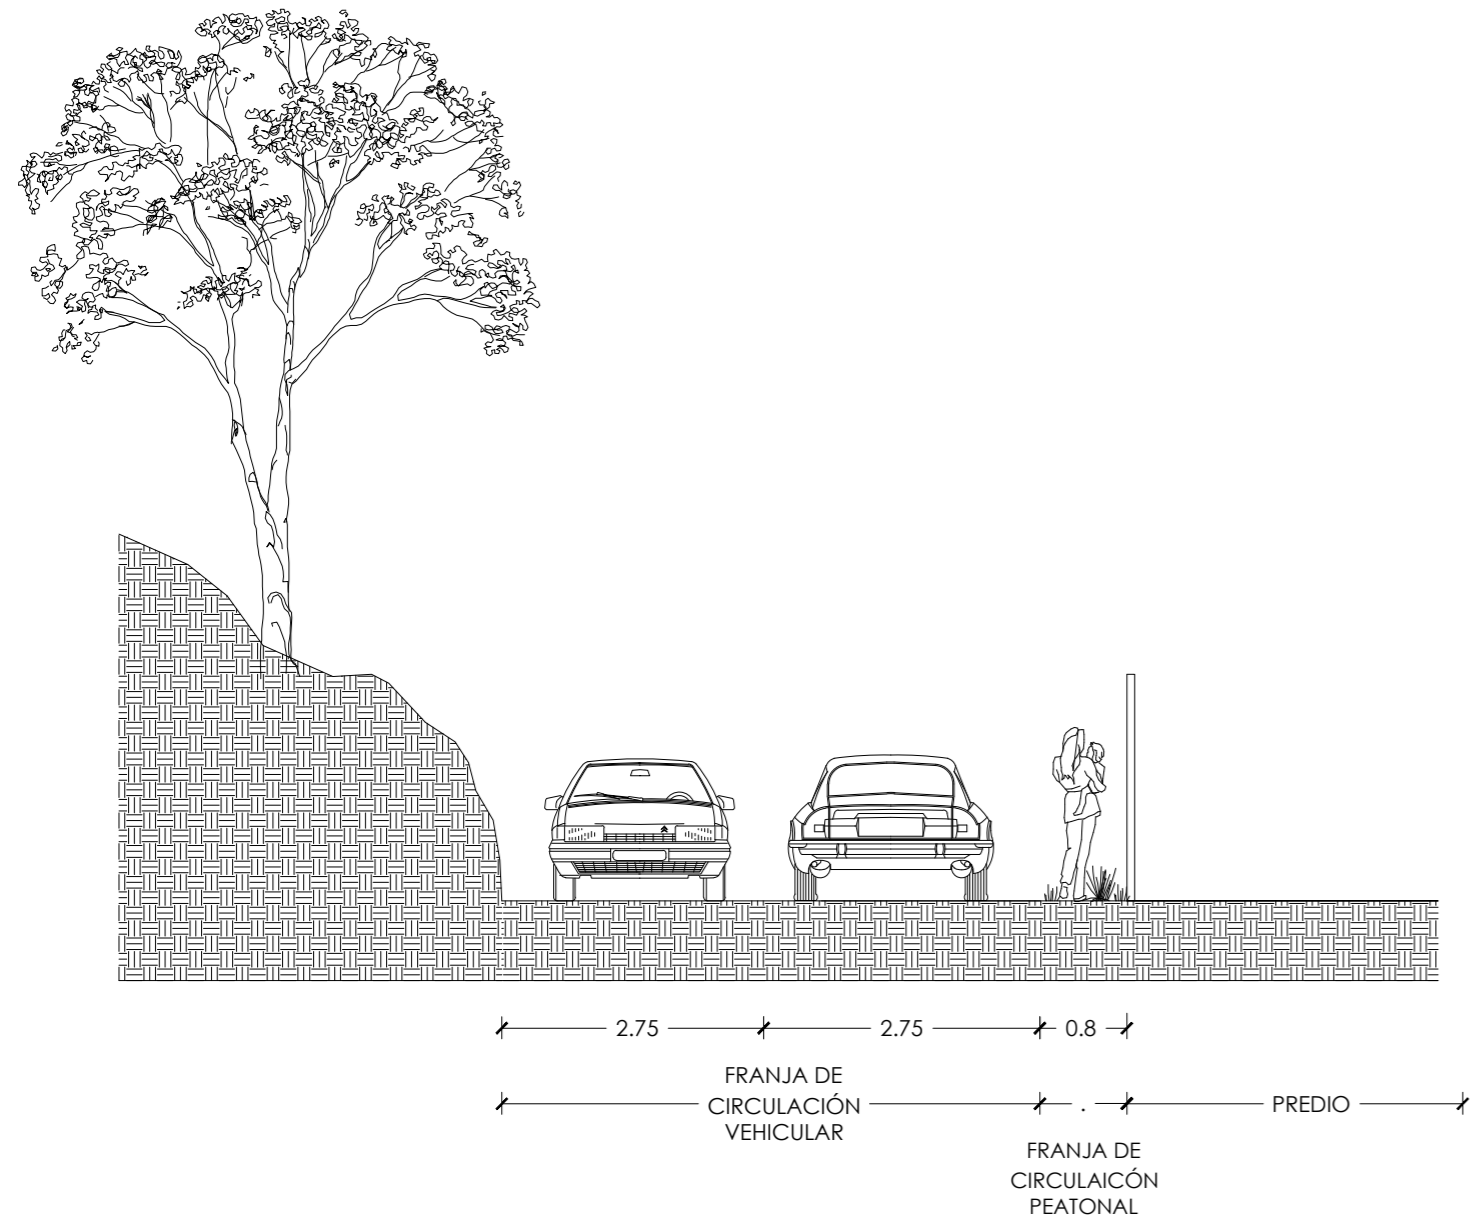 2.75
2.75
0.8
FRANJA DE
CIRCULACIÓN
VEHICULAR
.
PREDIO
FRANJA DE
CIRCULAICÓN
PEATONAL